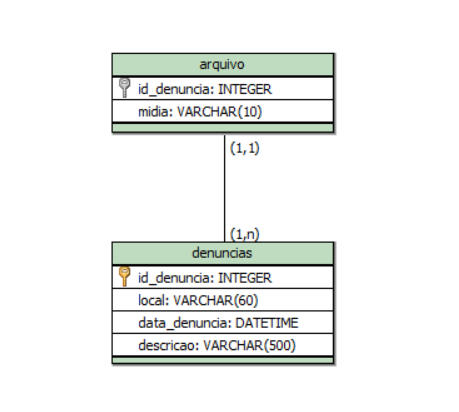 arquivo
id_denuncia: INTEGER
midia: VARCHAR(10)
(1,1)
(1,n)
denuncias
id_denuncia: INTEGER
local: VARCHAR(60)
data_denuncia: DATETIME
descricao: VARCHAR(500)